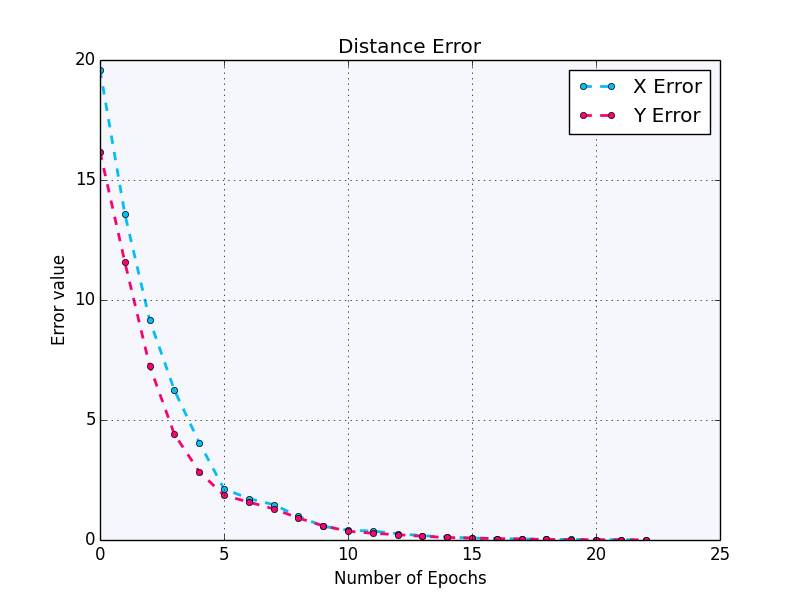 Distance Error
X Error
Y Error
20
15
10
5
0
Error value
0 5 10 15 20 25
Number of Epochs